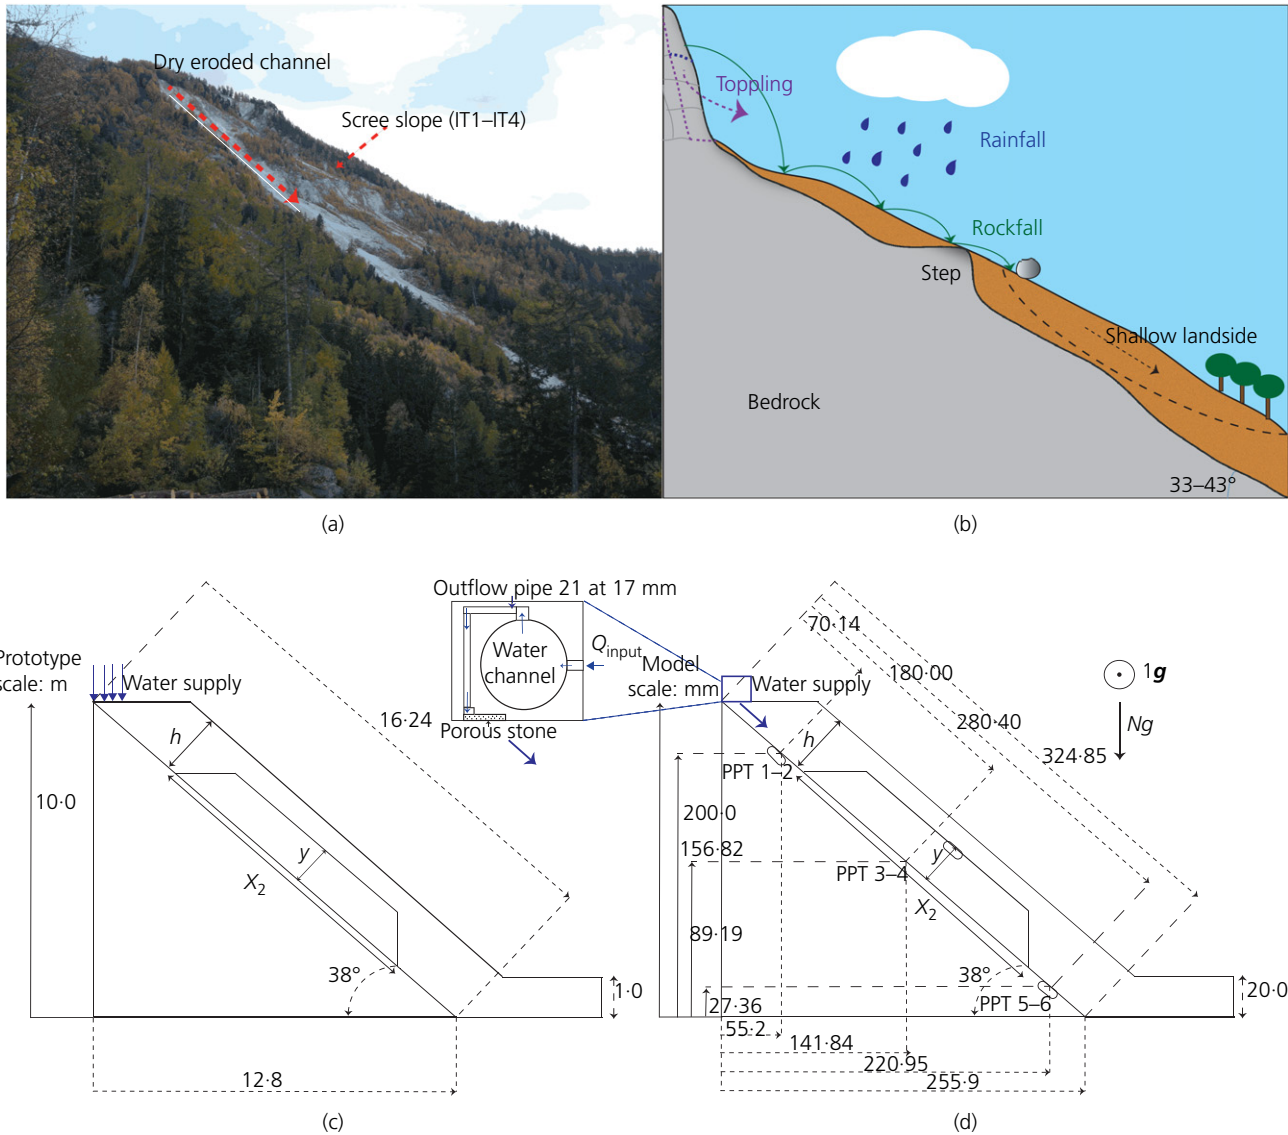 Dry eroded channel
Scree slope (IT1–IT4)
(a)
Toppling
Rainfall
Rockfall
Step
Shallow landside
Bedrock
33–43°
(b)
Prototype
scale: m
Water supply
h
16·24
10·0
y
X2
38°
1·0
12·8
(c)
Outflow pipe 21 at 17 mm
Water
channel
Qinput
Porous stone
Model
scale: mm
Water supply
70·14
180·00
280·40
324·85
1g
Ng
h
PPT 1–2
200·0
156·82
PPT 3–4
y
X2
89·19
38°
27·36
PPT 5–6
20·0
55·2
141·84
220·95
255·9
(d)